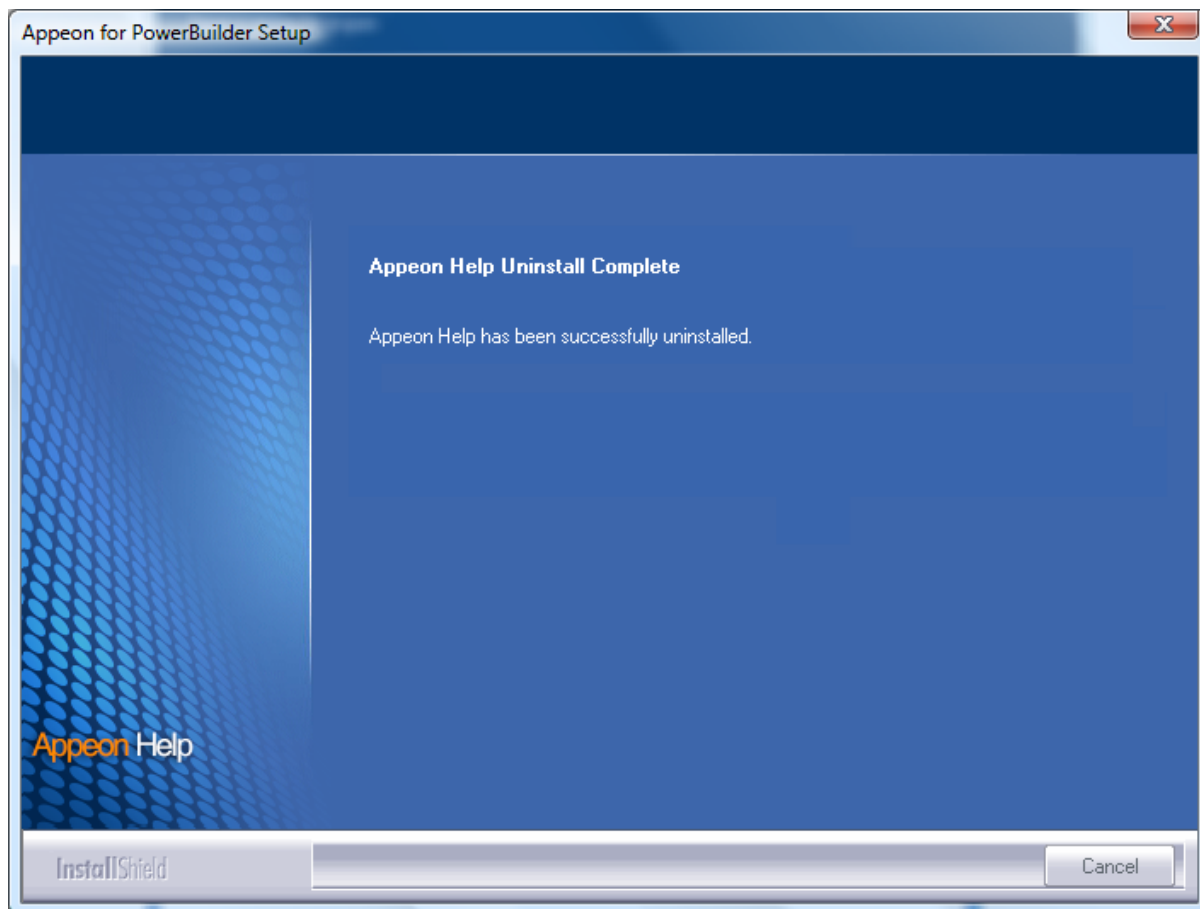 Appeon for PowerBuilder Setup
Appeon Help Uninstall Complete
Appeon Help has been successfully uninstalled.
Appeon Help
InstallShield
Cancel